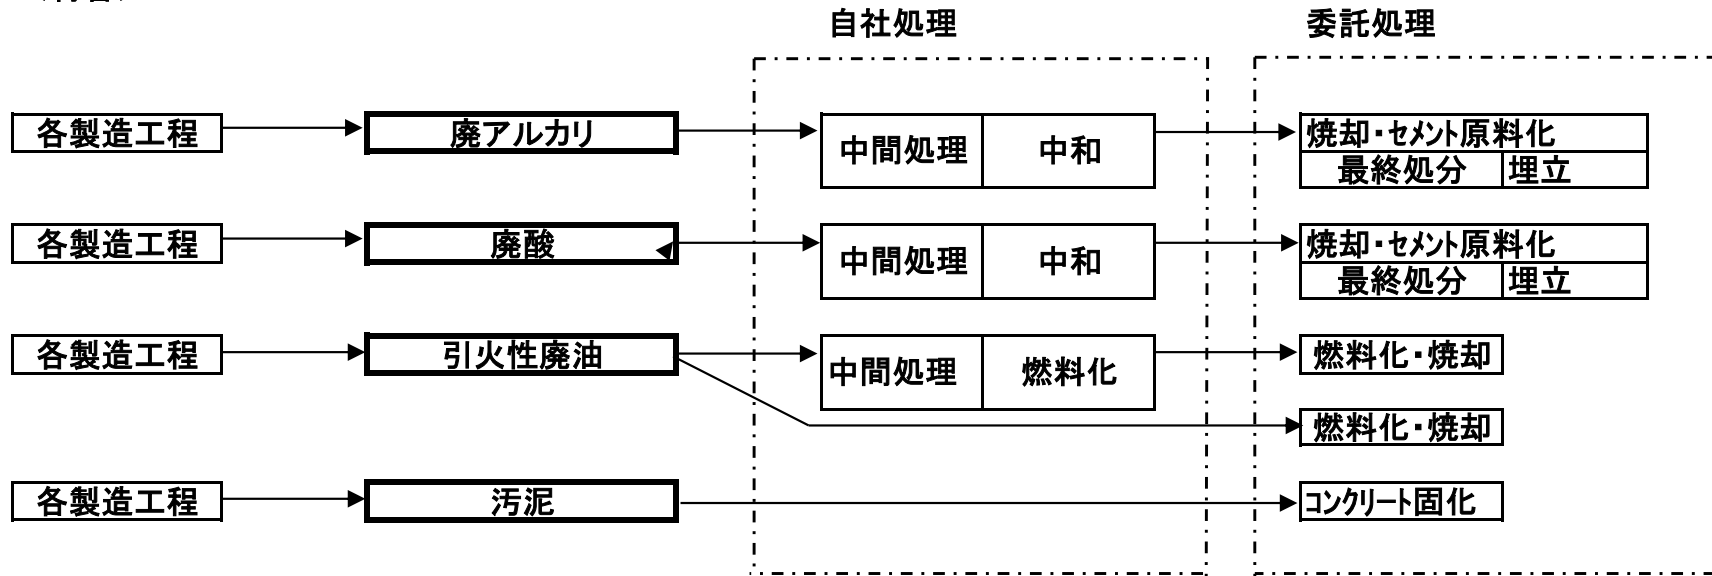 自社処理
委託処理
各製造工程
廃アルカリ
中間処理
中和
焼却・セメント原料化
最終処分
埋立
各製造工程
廃酸
中間処理
中和
焼却・セメント原料化
最終処分
埋立
各製造工程
引火性廃油
中間処理
燃料化
燃料化・焼却
燃料化・焼却
各製造工程
汚泥
コンクリート固化